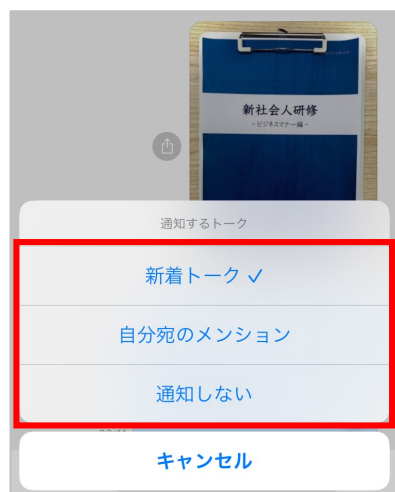 新社会人研修
- ビジネスマナー編 -
通知するトーク
新着トーク ✓
自分宛のメンション
通知しない
キャンセル